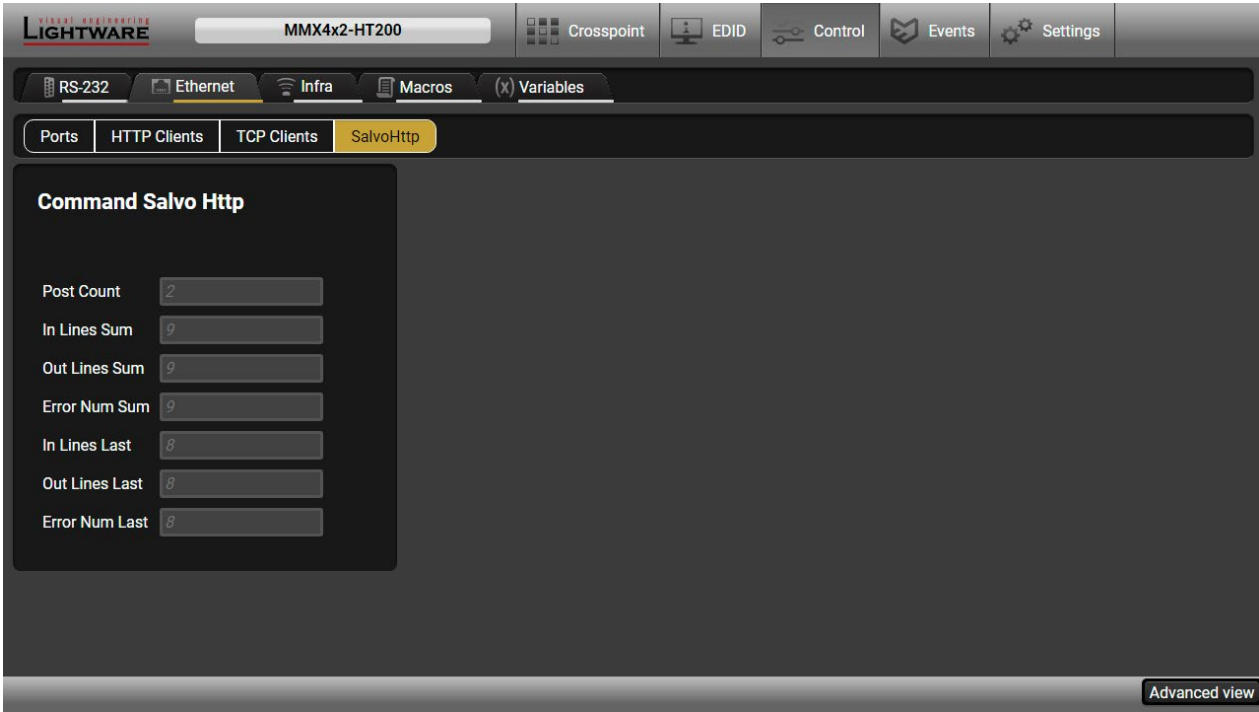 visual engineering
LIGHTWARE
MMX4x2-HT200
Crosspoint
EDID
Control
Events
Settings
RS-232
Ethernet
Infra
Macros
(x) Variables
Ports
HTTP Clients
TCP Clients
SalvoHttp
Command Salvo Http
Post Count 2
In Lines Sum 9
Out Lines Sum 9
Error Num Sum 9
In Lines Last 8
Out Lines Last 8
Error Num Last 8
Advanced view